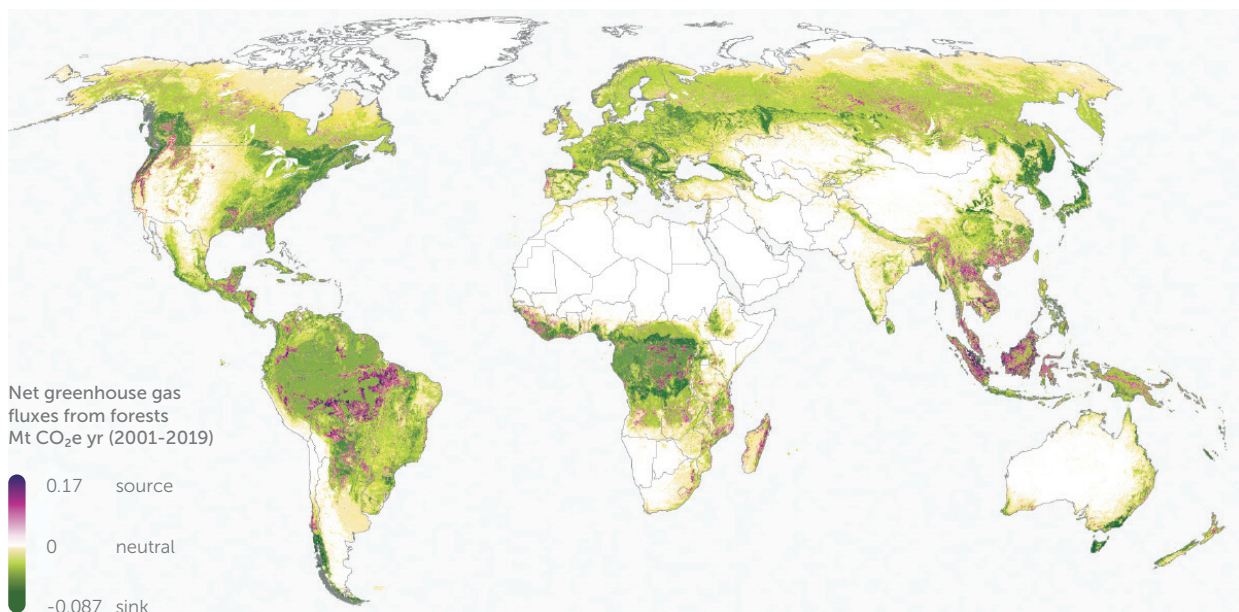 Net greenhouse gas
fluxes from forests
Mt CO₂e yr (2001-2019)
0.17 source
0 neutral
-0.087 sink